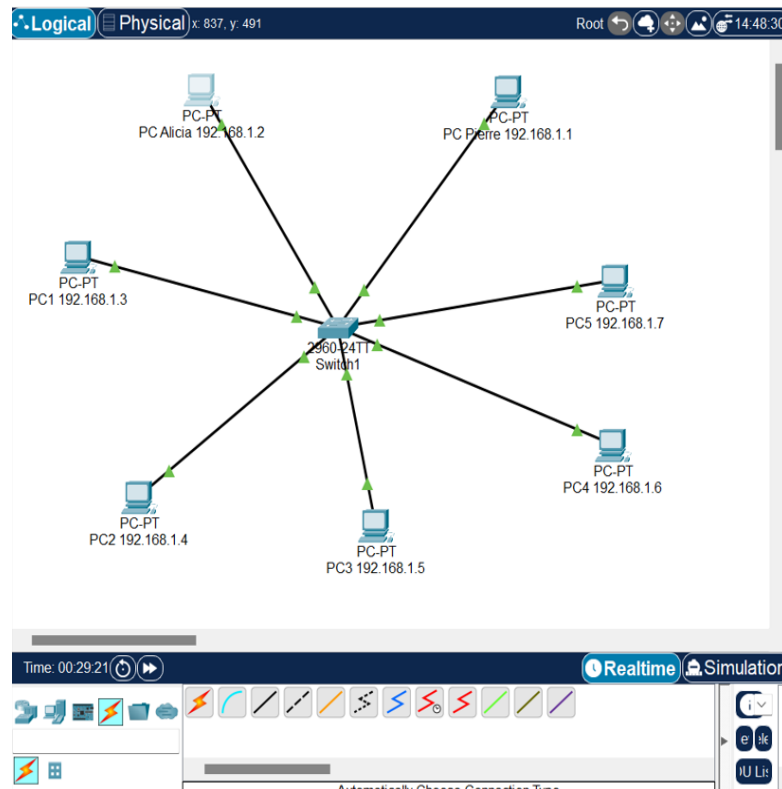 Logical Physical x: 837, y: 491 Root 14:48:30
PC-PT
PC Alicia 192.168.1.2
PC-PT
PC Pierre 192.168.1.1
PC-PT
PC1 192.168.1.3
PC-PT
PC5 192.168.1.7
2960-24TT
Switch1
PC-PT
PC4 192.168.1.6
PC-PT
PC2 192.168.1.4
PC-PT
PC3 192.168.1.5
Time: 00:29:21 Realtime Simulation
Automatically Choose Connection Type